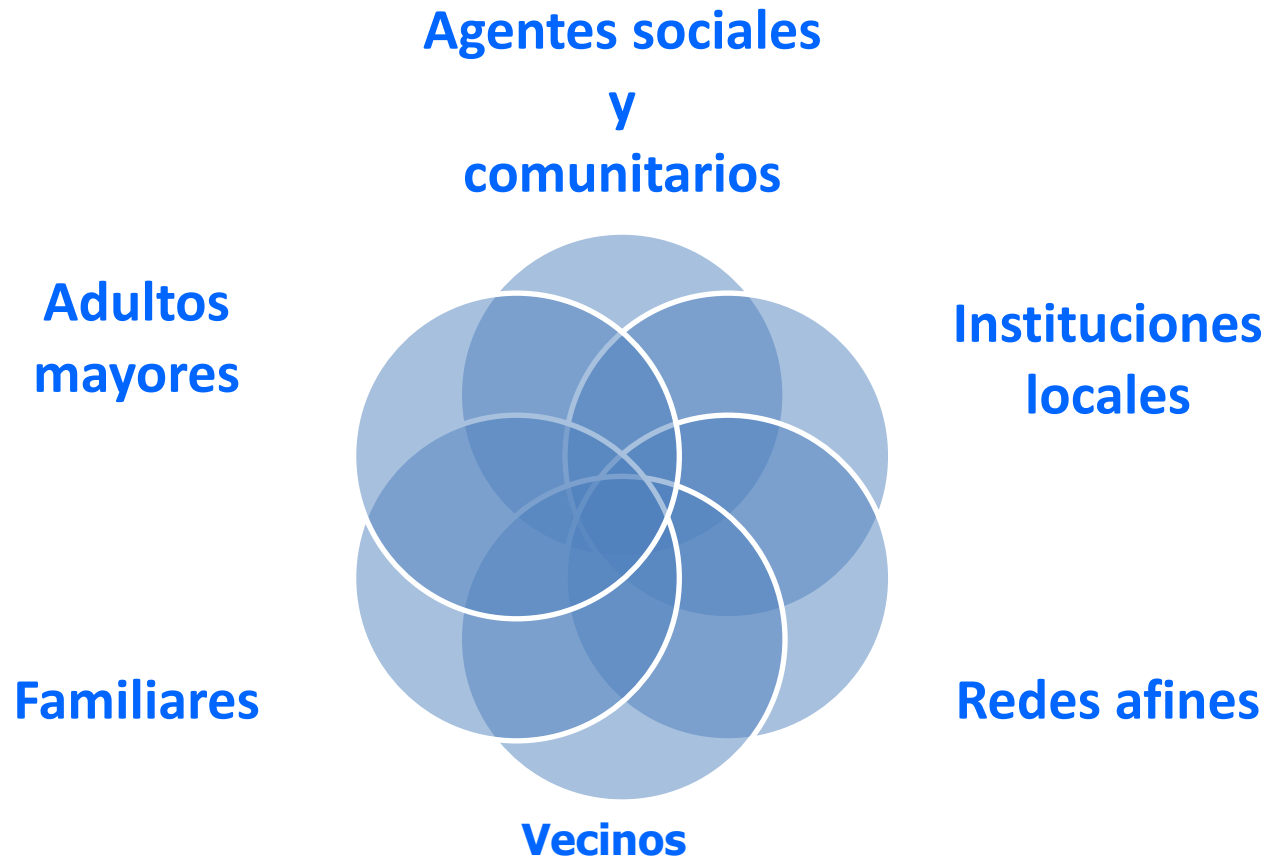 Agentes sociales
y
comunitarios
Adultos
mayores
Instituciones
locales
Familiares
Redes afines
Vecinos